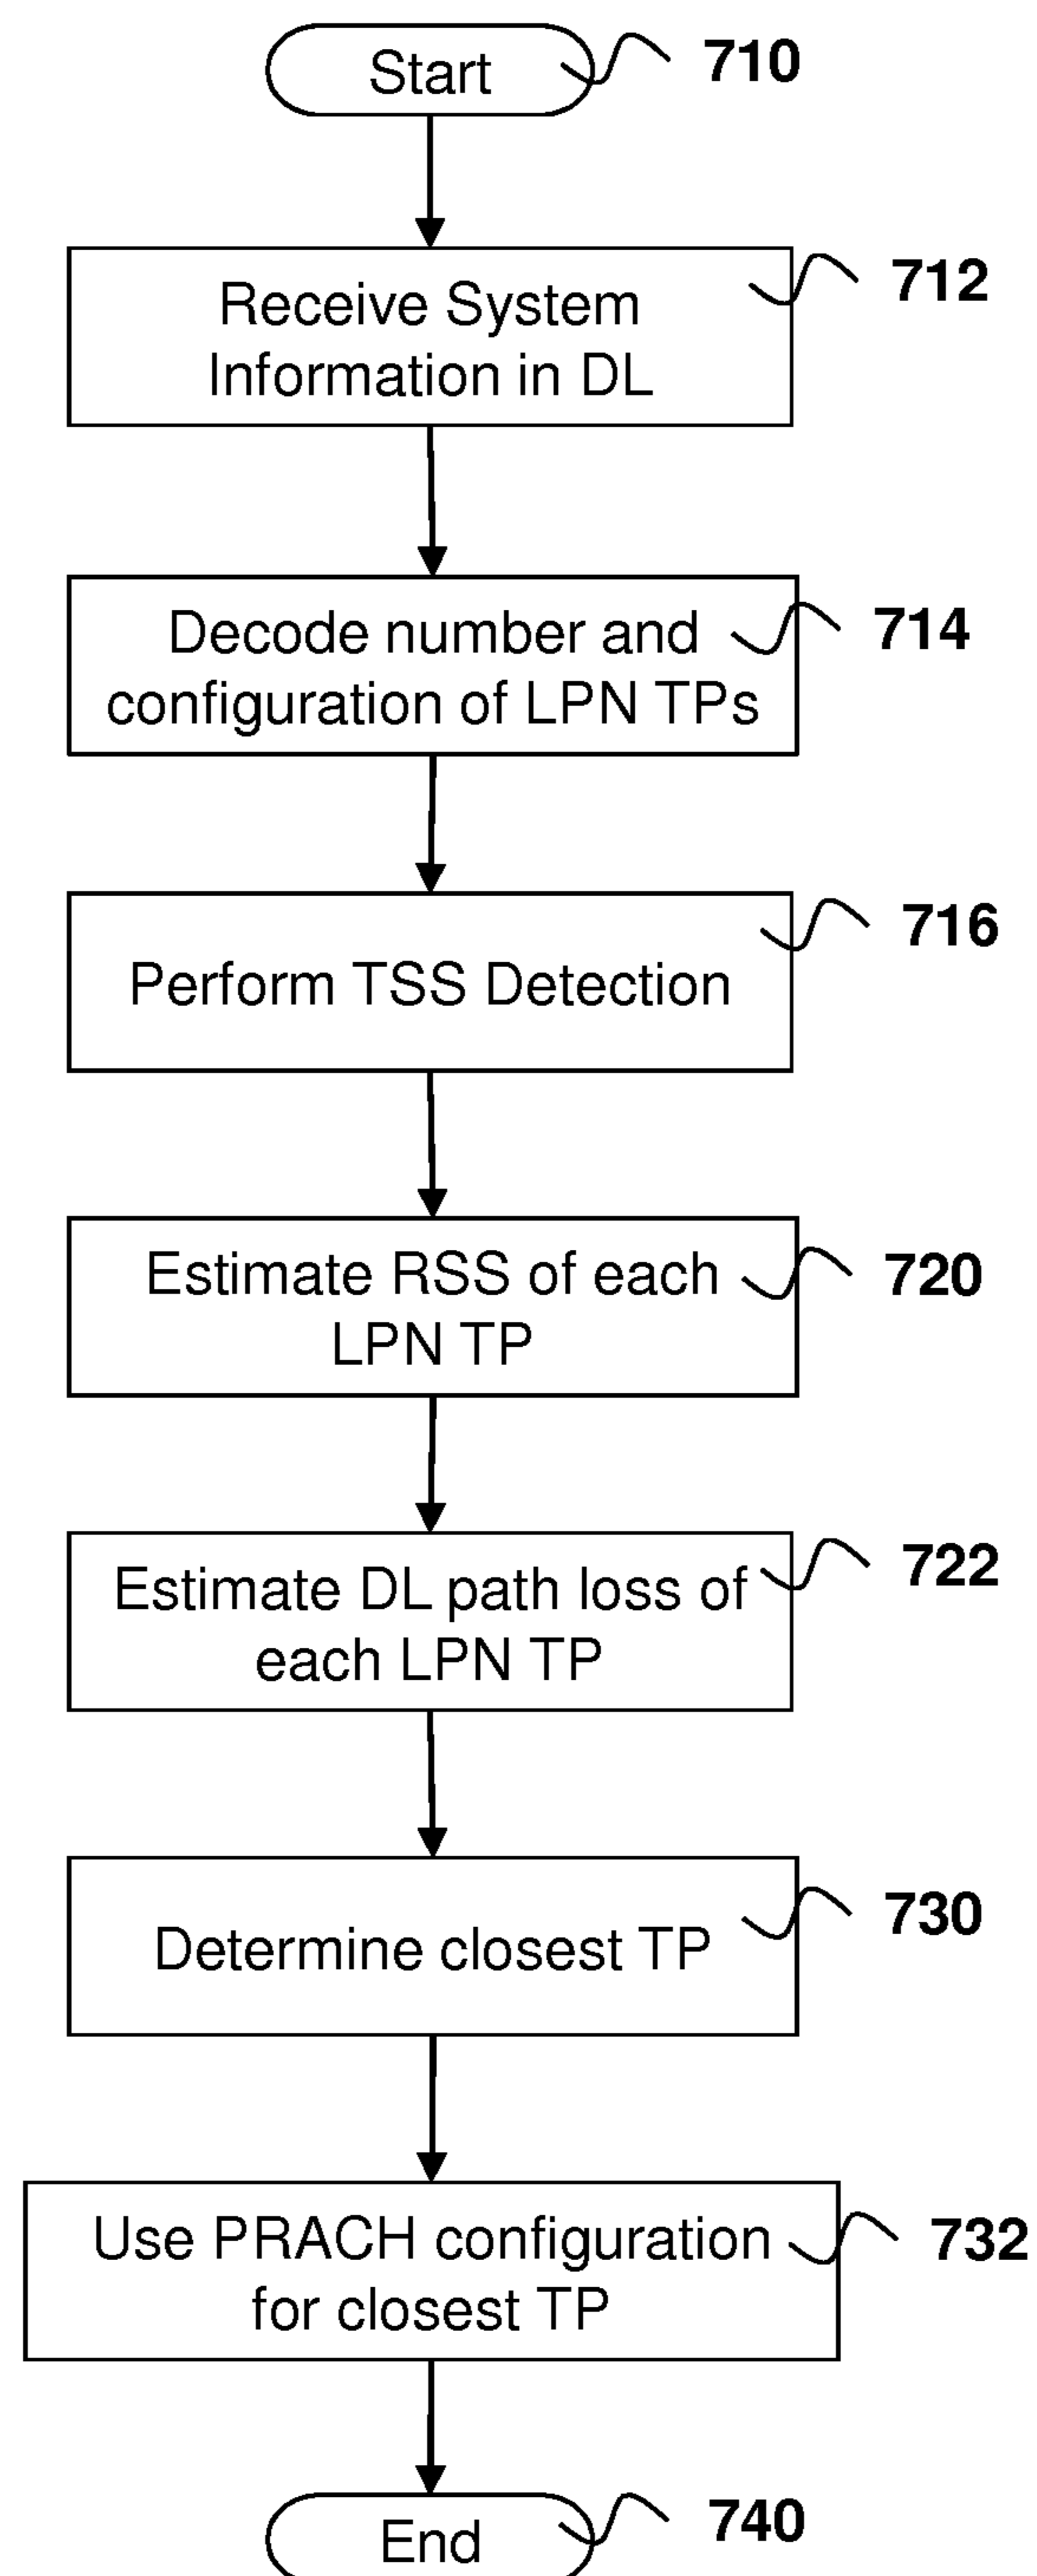 Start
710
Receive System
Information in DL
712
Decode number and
configuration of LPN TPs
714
Perform TSS Detection
716
Estimate RSS of each
LPN TP
720
Estimate DL path loss of
each LPN TP
722
Determine closest TP
730
Use PRACH configuration
for closest TP
732
End
740